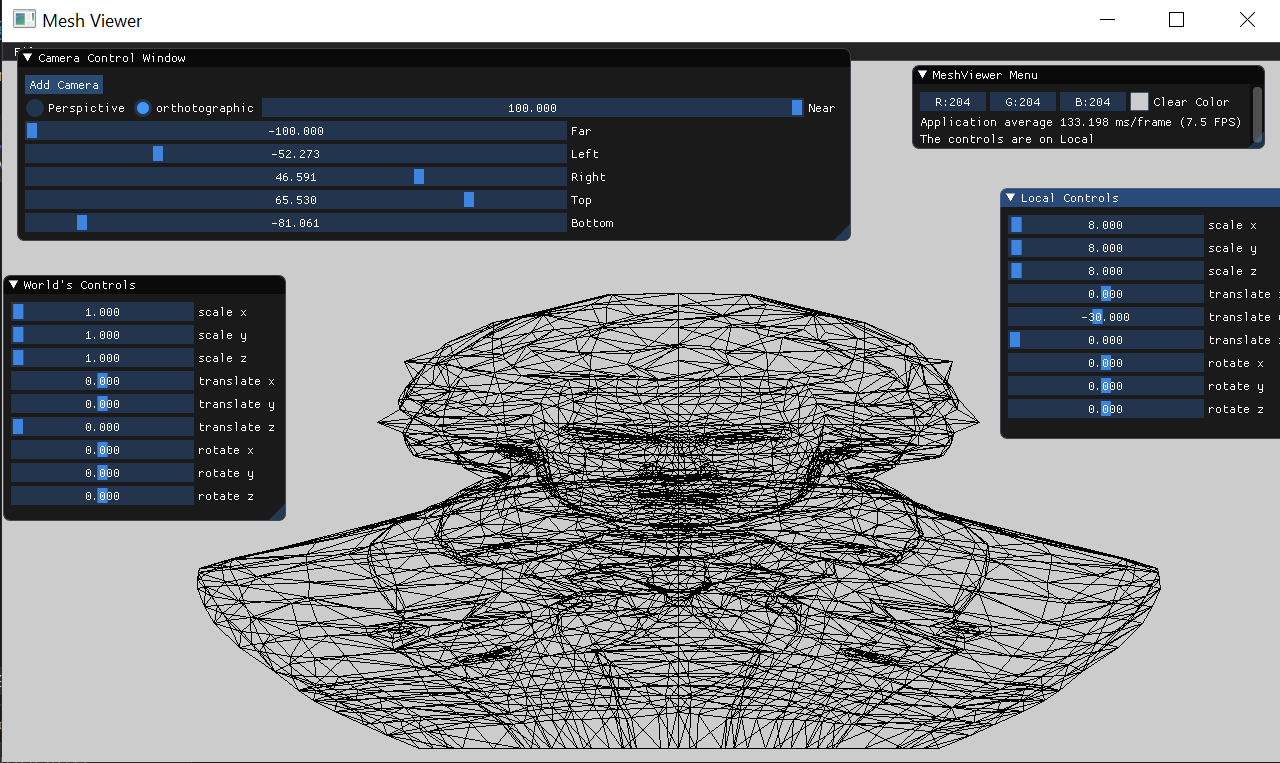 Mesh Viewer
Camera Control Window
Add Camera
Perspictive orthotographic 100.000 Near
-100.000 Far
-52.273 Left
46.591 Right
65.530 Top
-81.061 Bottom
MeshViewer Menu
R:204 G:204 B:204 Clear Color
Application average 133.198 ms/frame (7.5 FPS)
The controls are on Local
Local Controls
8.000 scale x
8.000 scale y
8.000 scale z
0.000 translate
-30.000 translate
0.000 translate
0.000 rotate x
0.000 rotate y
0.000 rotate z
World's Controls
1.000 scale x
1.000 scale y
1.000 scale z
0.000 translate x
0.000 translate y
0.000 translate z
0.000 rotate x
0.000 rotate y
0.000 rotate z